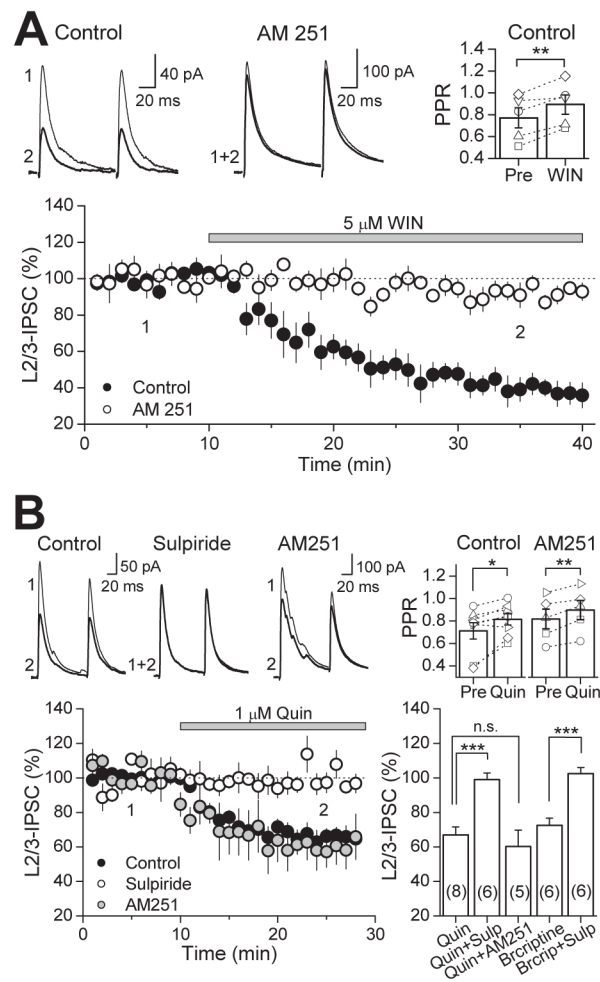 A
Control
AM 251
Control
1
2
40 pA
20 ms
1+2
100 pA
20 ms
PPR
1.4
1.2
1.0
0.8
0.6
0.4
**
Pre WIN
L2/3-IPSC (%)
140
120
100
80
60
40
20
5 μM WIN
1
2
Control
AM 251
0 10 20 30 40
Time (min)
B
Control
Sulpiride
AM251
Control
AM251
1
2
50 pA
20 ms
1+2
1
2
100 pA
20 ms
PPR
1.2
1.0
0.8
0.6
0.4
*
**
Pre Quin
Pre Quin
L2/3-IPSC (%)
140
120
100
80
60
40
20
1 μM Quin
1
2
Control
Sulpiride
AM251
0 10 20 30
Time (min)
L2/3-IPSC (%)
140
120
100
80
60
40
20
n.s.
***
***
(8) (6) (5) (6) (6)
Quin
Quin+Sulp
Quin+AM251
Brcriptine
Brcrip+Sulp